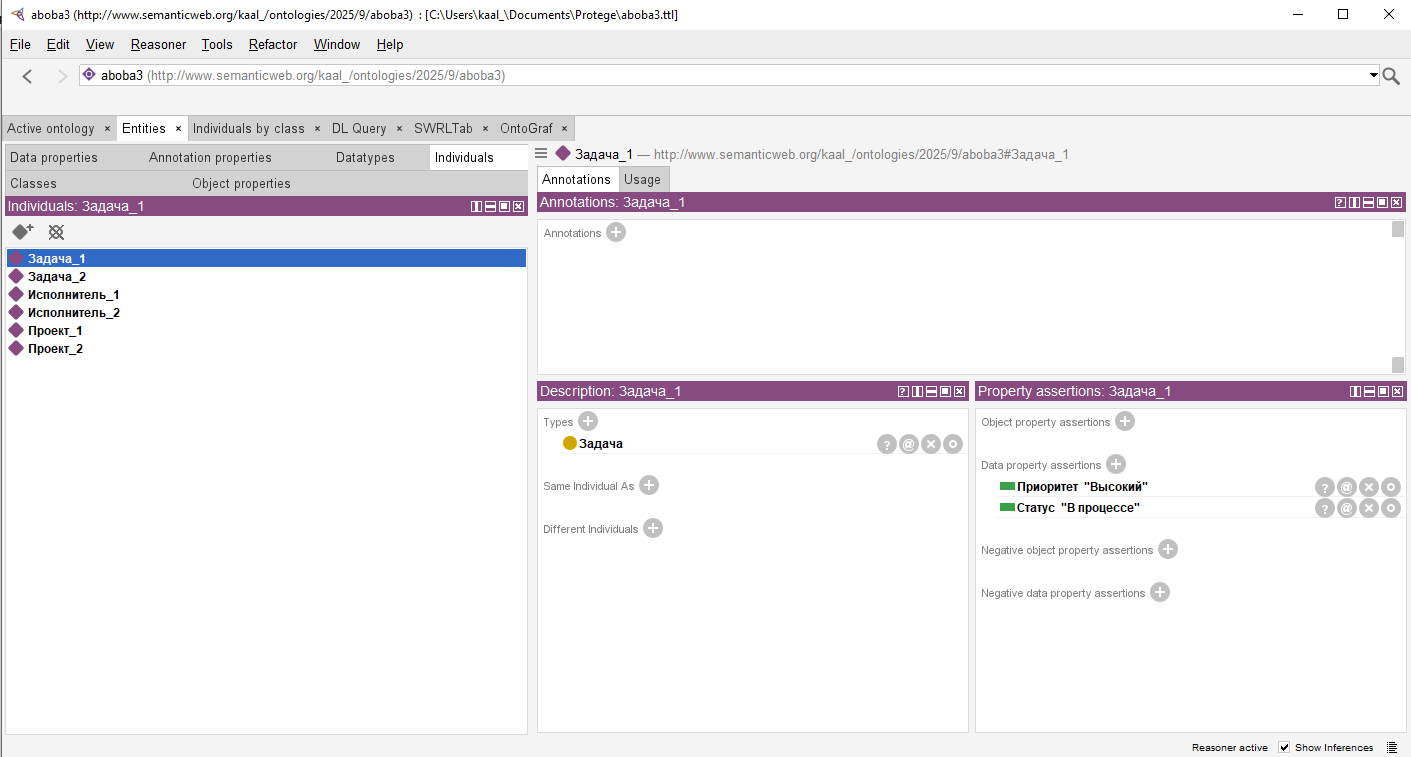 aboba3 (http://www.semanticweb.org/kaal_/ontologies/2025/9/aboba3) : [C:\Users\kaal_\Documents\Protege\aboba3.ttl]
File Edit View Reasoner Tools Refactor Window Help
aboba3 (http://www.semanticweb.org/kaal_/ontologies/2025/9/aboba3)
Active ontology × Entities × Individuals by class × DL Query × SWRLTab × OntoGraf ×
Data properties Annotation properties Datatypes Individuals
Classes Object properties
Individuals: Задача_1
Задача_1
Задача_2
Исполнитель_1
Исполнитель_2
Проект_1
Проект_2
Задача_1 — http://www.semanticweb.org/kaal_/ontologies/2025/9/aboba3#Задача_1
Annotations Usage
Annotations: Задача_1
Annotations
Description: Задача_1
Types
Задача
Same Individual As
Different Individuals
Property assertions: Задача_1
Object property assertions
Data property assertions
Приоритет "Высокий"
Статус "В процессе"
Negative object property assertions
Negative data property assertions
Reasoner active Show Inferences